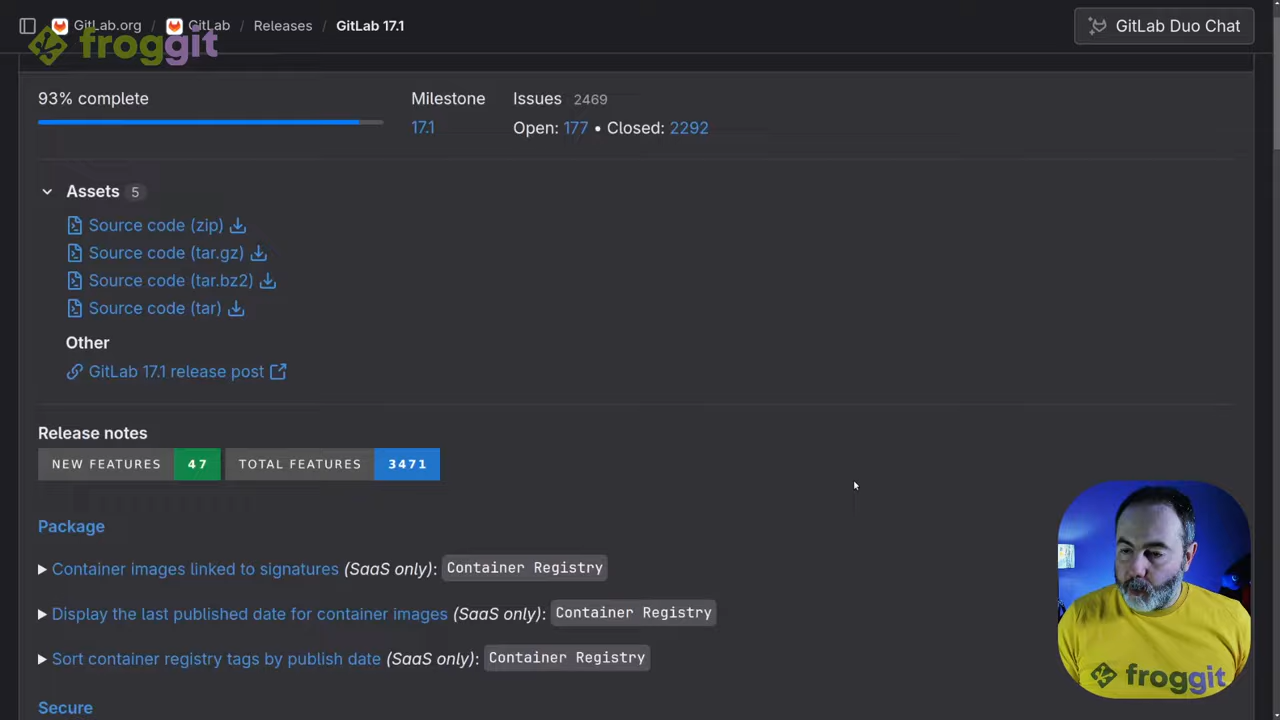 GitLab.org / GitLab / Releases / GitLab 17.1
GitLab Duo Chat
froggit
93% complete
Milestone
17.1
Issues 2469
Open: 177 • Closed: 2292
Assets 5
Source code (zip)
Source code (tar.gz)
Source code (tar.bz2)
Source code (tar)
Other
GitLab 17.1 release post
Release notes
NEW FEATURES 47 TOTAL FEATURES 3471
Package
Container images linked to signatures (SaaS only): Container Registry
Display the last published date for container images (SaaS only): Container Registry
Sort container registry tags by publish date (SaaS only): Container Registry
Secure
froggit